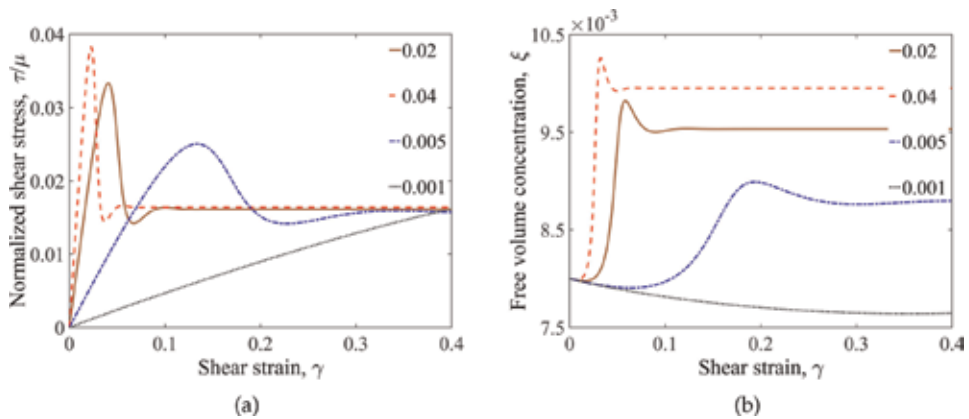 (a)
0.04
0.03
0.02
0.01
0
Normalized shear stress, τ/μ
0.02
0.04
0.005
0.001
0 0.1 0.2 0.3 0.4
Shear strain, γ
(a)
(b)
×10⁻³
10.5
9.5
8.5
7.5
Free volume concentration, ξ
0.02
0.04
0.005
0.001
0 0.1 0.2 0.3 0.4
Shear strain, γ
(b)